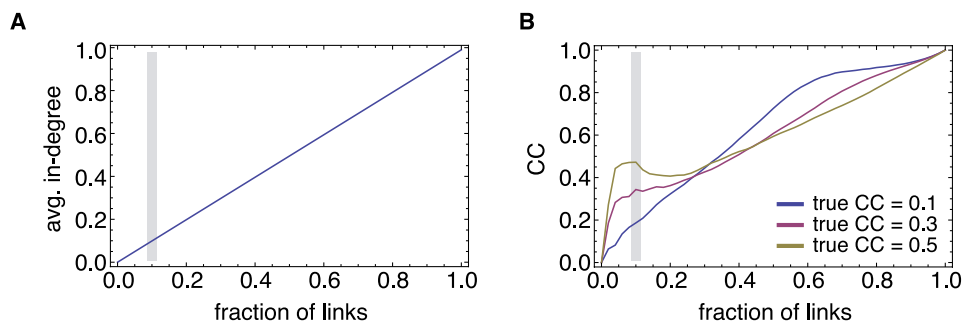 A
avg. in-degree
1.0
0.8
0.6
0.4
0.2
0.0
0.0 0.2 0.4 0.6 0.8 1.0
fraction of links
B
CC
1.0
0.8
0.6
0.4
0.2
0.0
true CC = 0.1
true CC = 0.3
true CC = 0.5
0.0 0.2 0.4 0.6 0.8 1.0
fraction of links